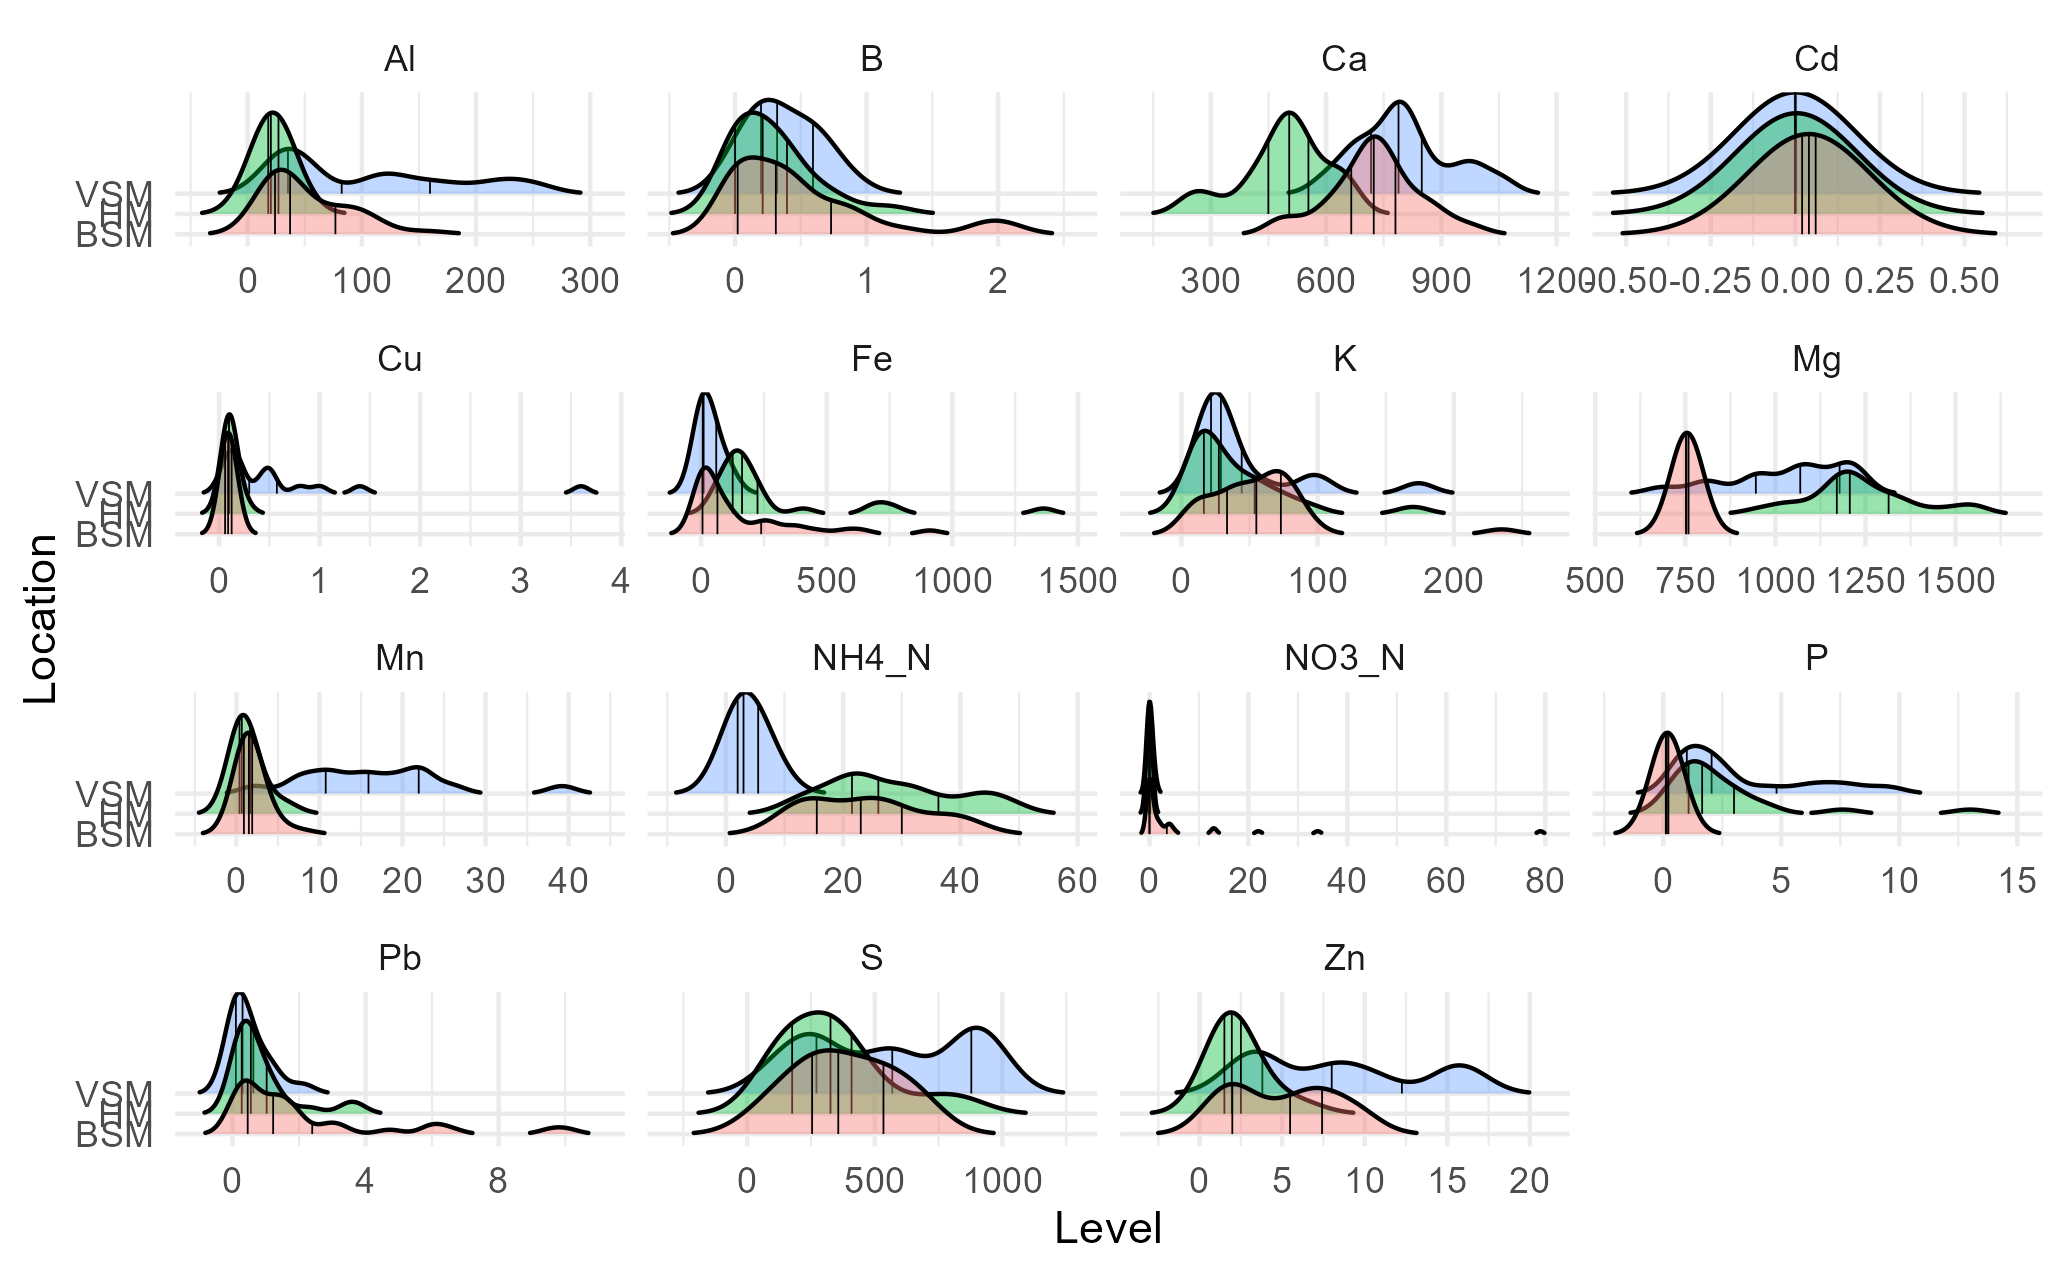 Al B Ca Cd
VSM
HM
BSM
0 100 200 300 0 1 2 300 600 900 1200 -0.50 -0.25 0.00 0.25 0.50
Cu Fe K Mg
VSM
HM
BSM
0 1 2 3 4 0 500 1000 1500 0 100 200 500 750 1000 1250 1500
Location
Mn NH4_N NO3_N P
VSM
HM
BSM
0 10 20 30 40 0 20 40 60 0 20 40 60 80 0 5 10 15
Pb S Zn
VSM
HM
BSM
0 4 8 0 500 1000 0 5 10 15 20
Level